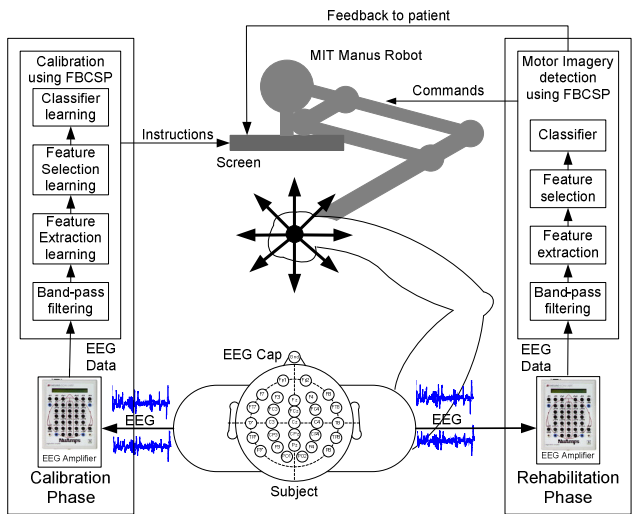 Feedback to patient
Calibration
using FBCSP
Classifier
learning
Feature
Selection
learning
Feature
Extraction
learning
Band-pass
filtering
EEG
Data
EEG Amplifier
Calibration
Phase
MIT Manus Robot
Instructions
Commands
Screen
EEG Cap
EEG
EEG
Subject
Motor Imagery
detection
using FBCSP
Classifier
Feature
selection
Feature
extraction
Band-pass
filtering
EEG
Data
EEG Amplifier
Rehabilitation
Phase